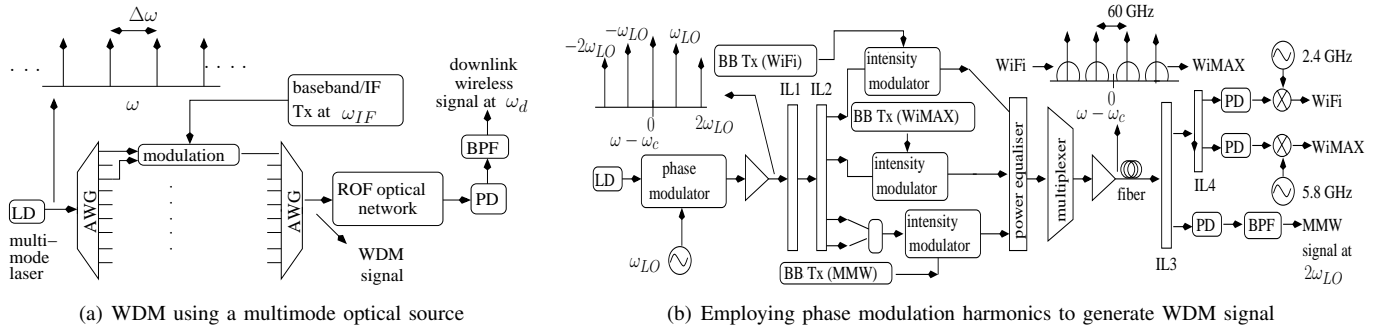 Δω
. . . . . . .
ω
LD
multi-
mode
laser
AWG
modulation
baseband/IF
Tx at ω_IF
AWG
WDM
signal
ROF optical
network
PD
BPF
downlink
wireless
signal at ω_d
(a) WDM using a multimode optical source
-2ω_LO
-ω_LO
ω_LO
2ω_LO
0
ω - ω_c
LD
phase
modulator
ω_LO
BB Tx (WiFi)
IL1
IL2
intensity
modulator
BB Tx (WiMAX)
intensity
modulator
intensity
modulator
BB Tx (MMW)
power equaliser
multiplexer
60 GHz
WiFi
WiMAX
0
ω - ω_c
fiber
IL3
IL4
PD
2.4 GHz
WiFi
PD
WiMAX
5.8 GHz
PD
BPF
MMW
signal at
2ω_LO
(b) Employing phase modulation harmonics to generate WDM signal